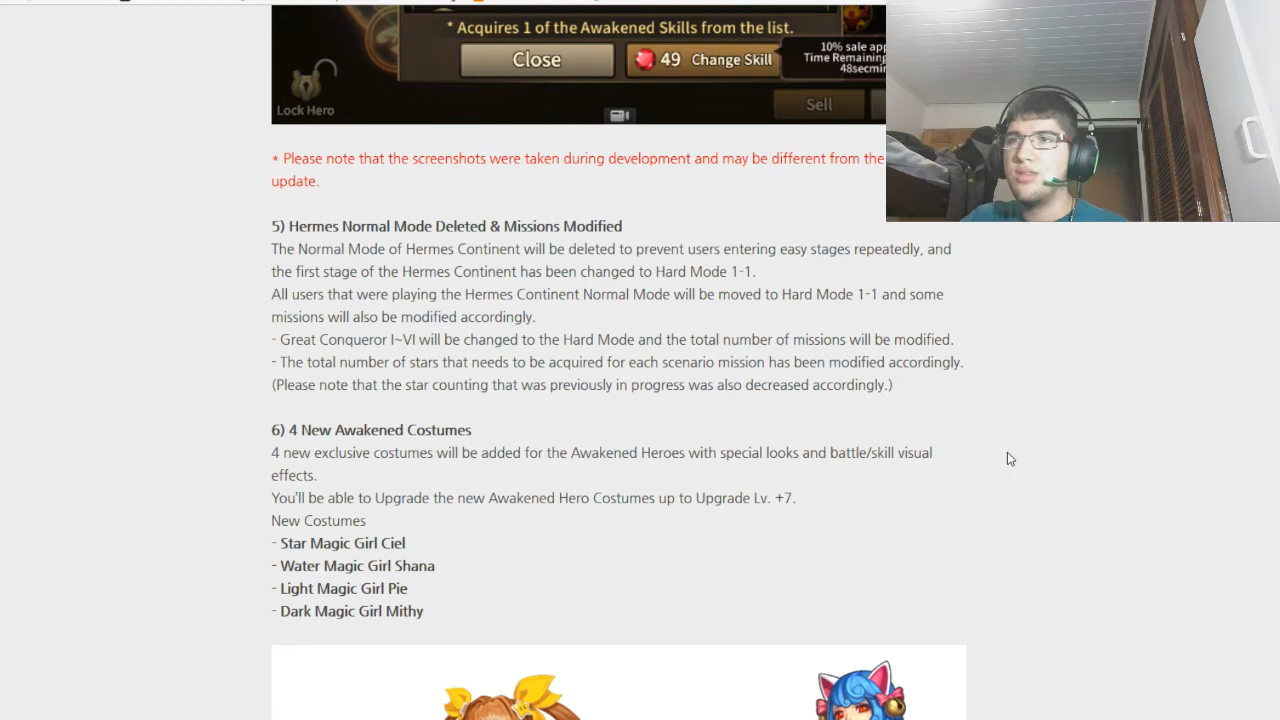 * Acquires 1 of the Awakened Skills from the list.
10% sale app
Close
49 Change Skill
Time Remaining
48secmin
Lock Hero
Sell
* Please note that the screenshots were taken during development and may be different from the
update.
5) Hermes Normal Mode Deleted & Missions Modified
The Normal Mode of Hermes Continent will be deleted to prevent users entering easy stages repeatedly, and
the first stage of the Hermes Continent has been changed to Hard Mode 1-1.
All users that were playing the Hermes Continent Normal Mode will be moved to Hard Mode 1-1 and some
missions will also be modified accordingly.
- Great Conqueror I~VI will be changed to the Hard Mode and the total number of missions will be modified.
- The total number of stars that needs to be acquired for each scenario mission has been modified accordingly.
(Please note that the star counting that was previously in progress was also decreased accordingly.)
6) 4 New Awakened Costumes
4 new exclusive costumes will be added for the Awakened Heroes with special looks and battle/skill visual
effects.
You'll be able to Upgrade the new Awakened Hero Costumes up to Upgrade Lv. +7.
New Costumes
- Star Magic Girl Ciel
- Water Magic Girl Shana
- Light Magic Girl Pie
- Dark Magic Girl Mithy